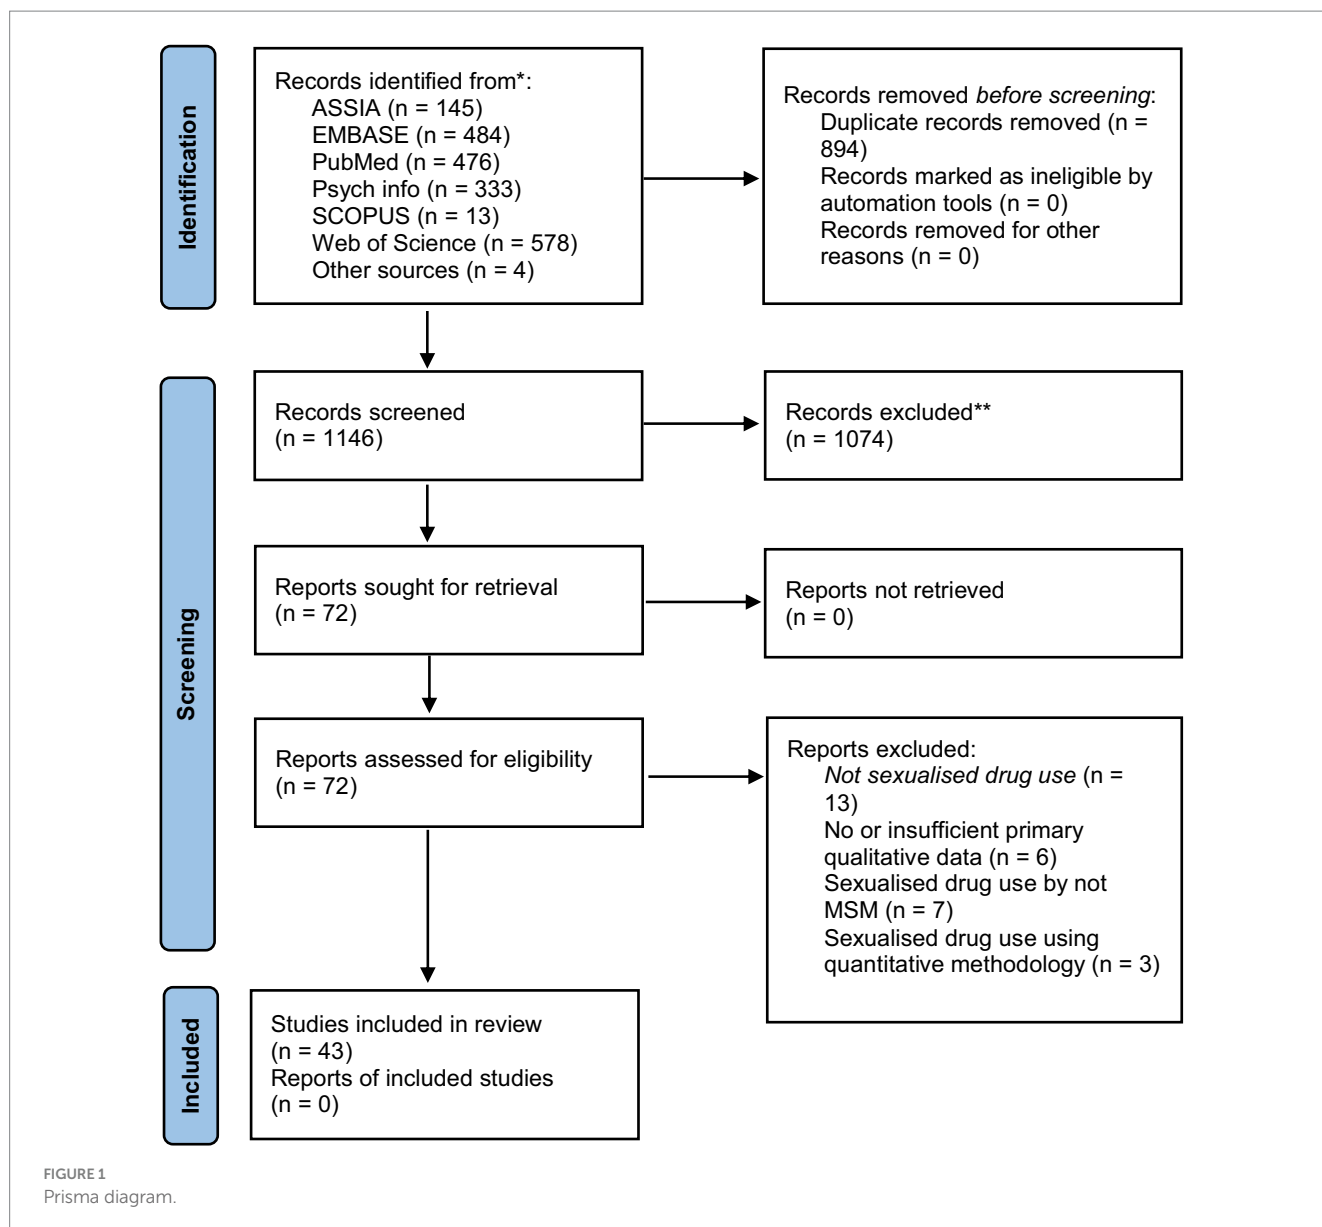 Identification
Records identified from*:
ASSIA (n = 145)
EMBASE (n = 484)
PubMed (n = 476)
Psych info (n = 333)
SCOPUS (n = 13)
Web of Science (n = 578)
Other sources (n = 4)
Records removed before screening:
Duplicate records removed (n =
894)
Records marked as ineligible by
automation tools (n = 0)
Records removed for other
reasons (n = 0)
Screening
Records screened
(n = 1146)
Records excluded**
(n = 1074)
Reports sought for retrieval
(n = 72)
Reports not retrieved
(n = 0)
Reports assessed for eligibility
(n = 72)
Reports excluded:
Not sexualised drug use (n =
13)
No or insufficient primary
qualitative data (n = 6)
Sexualised drug use by not
MSM (n = 7)
Sexualised drug use using
quantitative methodology (n = 3)
Included
Studies included in review
(n = 43)
Reports of included studies
(n = 0)
FIGURE 1
Prisma diagram.